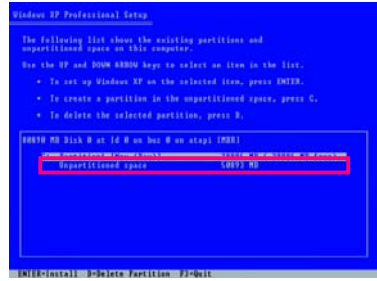 Windows XP Professional Setup
The following list shows the existing partitions and
unpartitioned space on this computer.
Use the UP and DOWN ARROW keys to select an item in the list.
• To set up Windows XP on the selected item, press ENTER.
• To create a partition in the unpartitioned space, press C.
• To delete the selected partition, press D.
MB Disk 0 at Id 0 on bus 0 on atapi [MBR]
Unpartitioned space 50893 MB
ENTER=Install D=Delete Partition F3=Quit